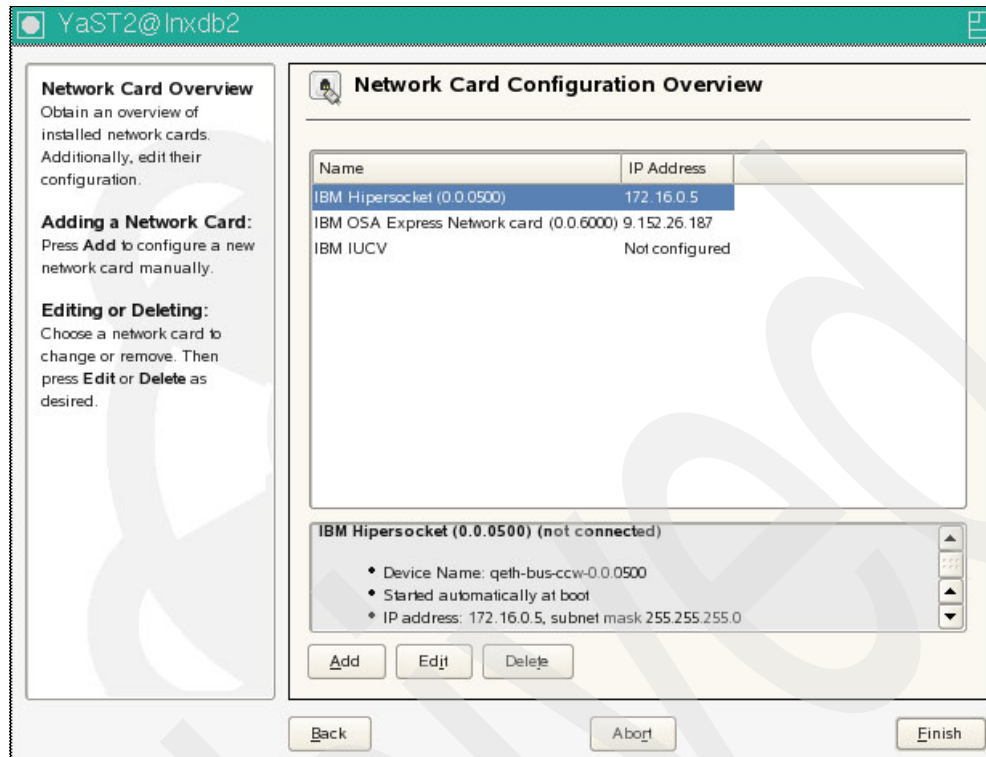 YaST2@lnxdb2
Network Card Overview
Obtain an overview of
installed network cards.
Additionally, edit their
configuration.
Adding a Network Card:
Press Add to configure a new
network card manually.
Editing or Deleting:
Choose a network card to
change or remove. Then
press Edit or Delete as
desired.
Network Card Configuration Overview
Name IP Address
IBM Hipersocket (0.0.0500) 172.16.0.5
IBM OSA Express Network card (0.0.6000) 9.152.26.187
IBM IUCV Not configured
IBM Hipersocket (0.0.0500) (not connected)
• Device Name: qeth-bus-ccw-0.0.0500
• Started automatically at boot
• IP address: 172.16.0.5, subnet mask 255.255.255.0
Add Edit Delete
Back Abort Finish